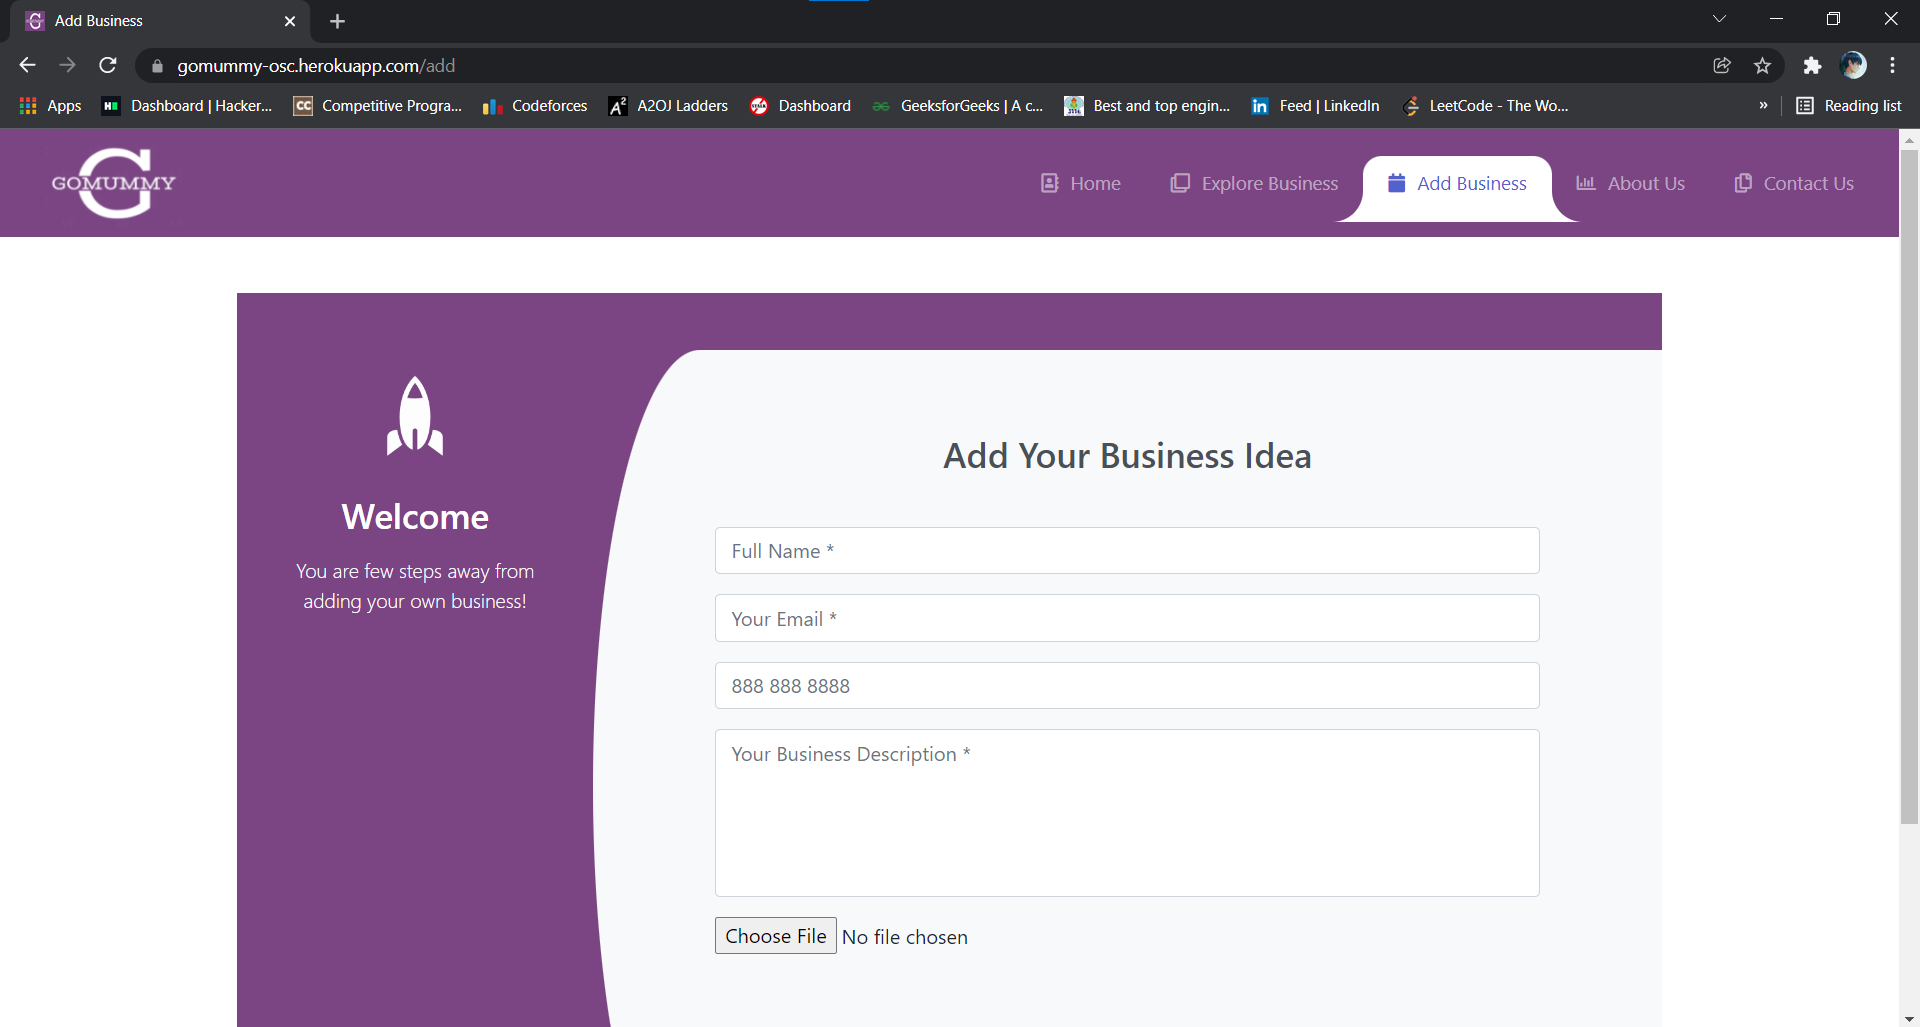 Add Business
gomummy-osc.herokuapp.com/add
Apps
Dashboard | Hacker...
Competitive Progra...
Codeforces
A2OJ Ladders
Dashboard
GeeksforGeeks | A c...
Best and top engin...
Feed | LinkedIn
LeetCode - The Wo...
»
Reading list
GOMUMMY
Home
Explore Business
Add Business
About Us
Contact Us
Welcome
You are few steps away from
adding your own business!
Add Your Business Idea
Full Name *
Your Email *
888 888 8888
Your Business Description *
Choose File No file chosen